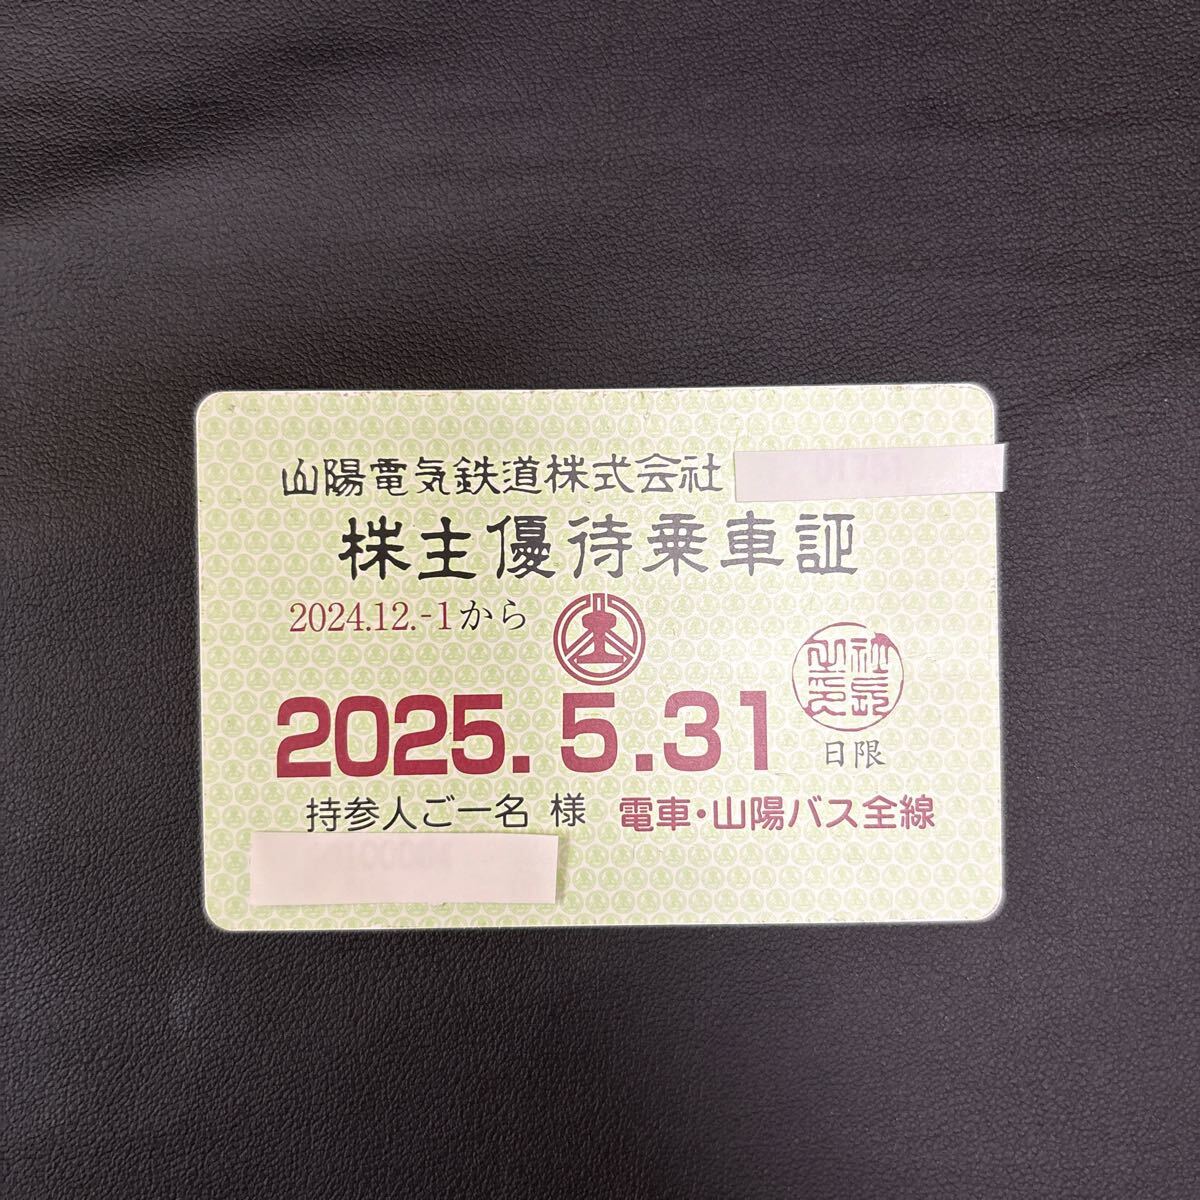 山陽電気鉄道株式会社
株主優待乗車証
2024.12.-1から
2025.5.31
日限
持参人ご一名 様 電車・山陽バス全線